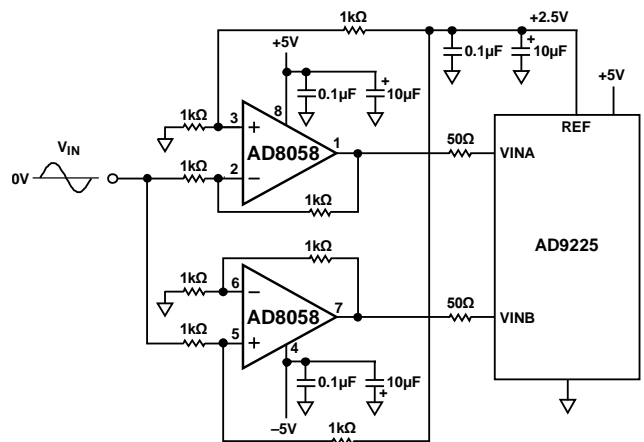 1kΩ
+2.5V
+5V
0.1µF
10µF
+
+5V
0.1µF
10µF
+
8
1kΩ
3
+
REF
V_IN
AD8058
1
50Ω
VINA
0V
1kΩ
2
−
1kΩ
AD9225
1kΩ
1kΩ
6
−
AD8058
7
50Ω
VINB
1kΩ
5
+
4
0.1µF
10µF
+
−5V
1kΩ